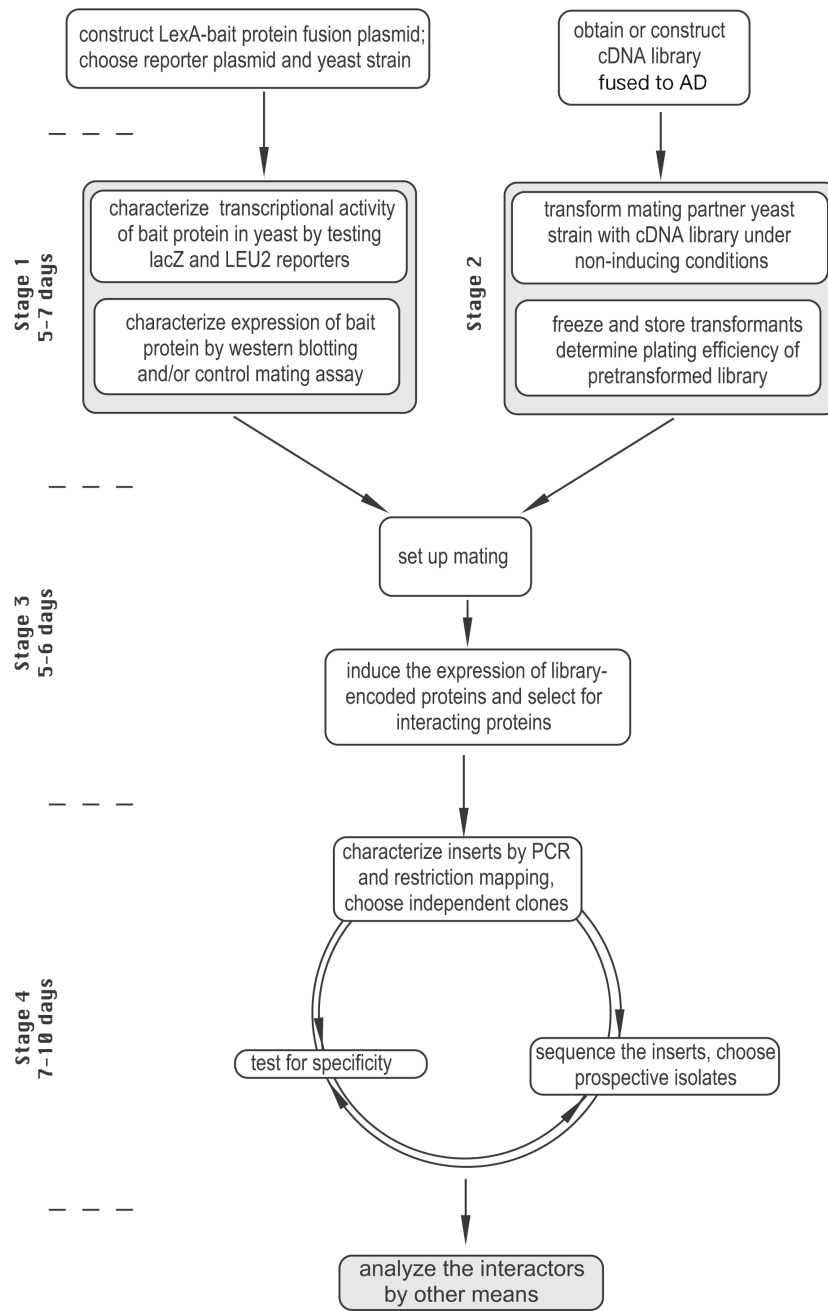 construct LexA-bait protein fusion plasmid;
choose reporter plasmid and yeast strain
obtain or construct
cDNA library
fused to AD
Stage 1
5-7 days
characterize transcriptional activity
of bait protein in yeast by testing
lacZ and LEU2 reporters
characterize expression of bait
protein by western blotting
and/or control mating assay
Stage 2
transform mating partner yeast
strain with cDNA library under
non-inducing conditions
freeze and store transformants
determine plating efficiency of
pretransformed library
Stage 3
5-6 days
set up mating
induce the expression of library-
encoded proteins and select for
interacting proteins
Stage 4
7-10 days
characterize inserts by PCR
and restriction mapping,
choose independent clones
test for specificity
sequence the inserts, choose
prospective isolates
analyze the interactors
by other means